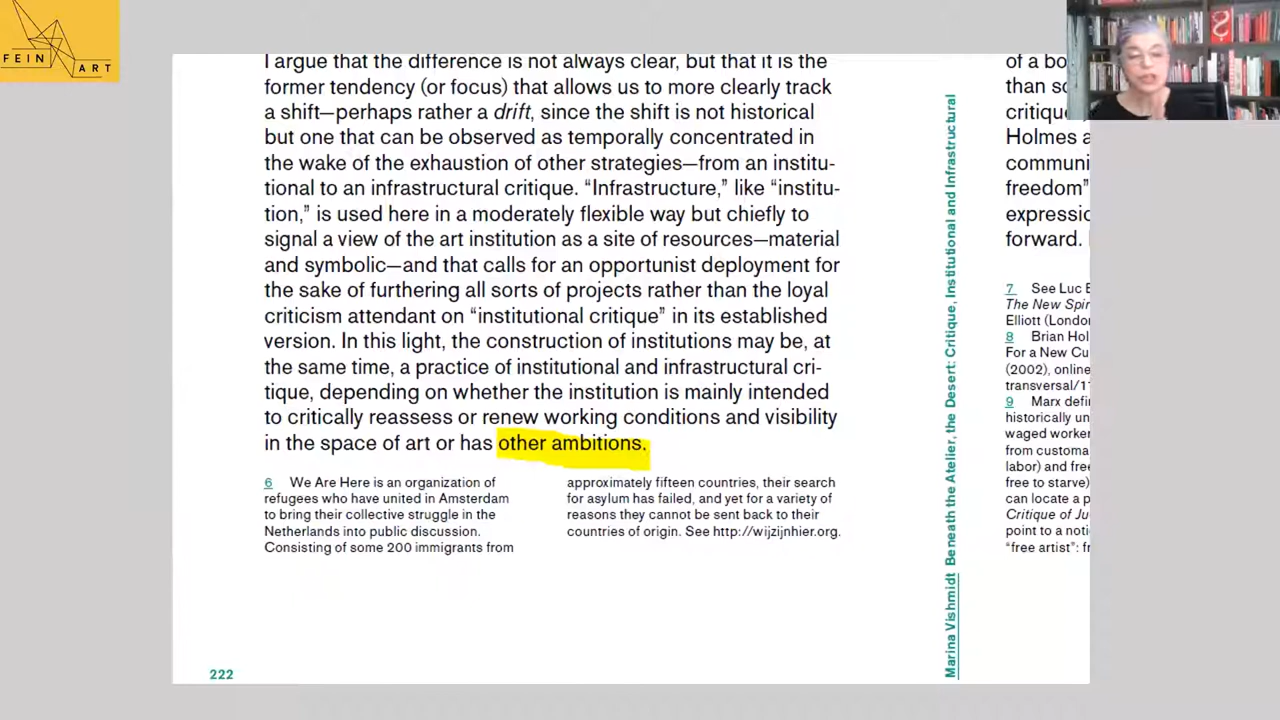 FEIN
ART
I argue that the difference is not always clear, but that it is the
former tendency (or focus) that allows us to more clearly track
a shift—perhaps rather a drift, since the shift is not historical
but one that can be observed as temporally concentrated in
the wake of the exhaustion of other strategies—from an institu-
tional to an infrastructural critique. “Infrastructure,” like “institu-
tion,” is used here in a moderately flexible way but chiefly to
signal a view of the art institution as a site of resources—material
and symbolic—and that calls for an opportunist deployment for
the sake of furthering all sorts of projects rather than the loyal
criticism attendant on “institutional critique” in its established
version. In this light, the construction of institutions may be, at
the same time, a practice of institutional and infrastructural cri-
tique, depending on whether the institution is mainly intended
to critically reassess or renew working conditions and visibility
in the space of art or has other ambitions.
6 We Are Here is an organization of
refugees who have united in Amsterdam
to bring their collective struggle in the
Netherlands into public discussion.
Consisting of some 200 immigrants from
approximately fifteen countries, their search
for asylum has failed, and yet for a variety of
reasons they cannot be sent back to their
countries of origin. See http://wijzijnhier.org.
222
Marina Vishmidt Beneath the Atelier, the Desert: Critique, Institutional and Infrastructural
of a bo
than so
critique
Holmes a
communi
freedom”
expressio
forward.
7 See Luc B
The New Spir
Elliott (London
8 Brian Hol
For a New Cu
(2002), online
transversal/11
9 Marx defi
historically un
waged worker
from customa
labor) and free
free to starve)
can locate a p
Critique of Ju
point to a noti
“free artist”: fr